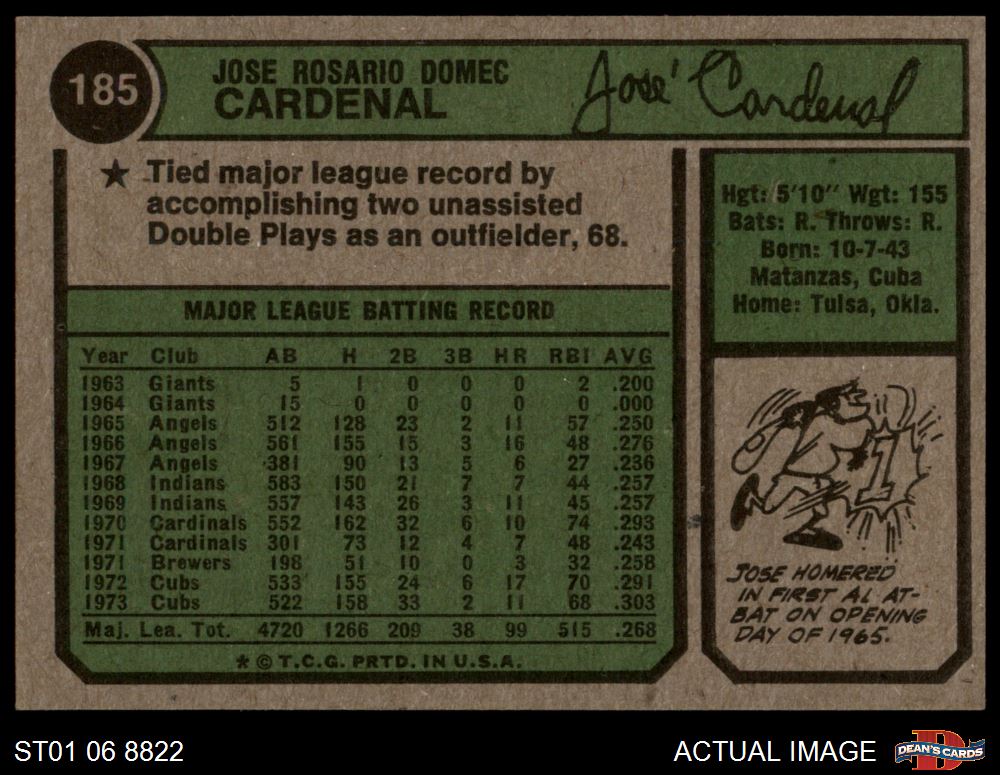 185
JOSE ROSARIO DOMEC
CARDENAL
José Cardenal
★ Tied major league record by
accomplishing two unassisted
Double Plays as an outfielder, 68.
Hgt: 5'10" Wgt: 155
Bats: R. Throws: R.
Born: 10-7-43
Matanzas, Cuba
Home: Tulsa, Okla.
MAJOR LEAGUE BATTING RECORD
Year Club AB H 2B 3B HR RBI AVG
1963 Giants 5 1 0 0 0 2 .200
1964 Giants 15 0 0 0 0 0 .000
1965 Angels 512 128 23 2 11 57 .250
1966 Angels 561 155 15 3 16 48 .276
1967 Angels 381 90 13 5 6 27 .236
1968 Indians 583 150 21 7 7 44 .257
1969 Indians 557 143 26 3 11 45 .257
1970 Cardinals 552 162 32 6 10 74 .293
1971 Cardinals 301 73 12 4 7 48 .243
1971 Brewers 198 51 10 0 3 32 .258
1972 Cubs 533 155 24 6 17 70 .291
1973 Cubs 522 158 33 2 11 68 .303
Maj. Lea. Tot. 4720 1266 209 38 99 515 .268
* © T.C.G. PRTD. IN U.S.A.
1
JOSE HOMERED
IN FIRST AL AT-
BAT ON OPENING
DAY OF 1965.
ST01 06 8822
ACTUAL IMAGE
D
DEAN'S CARDS